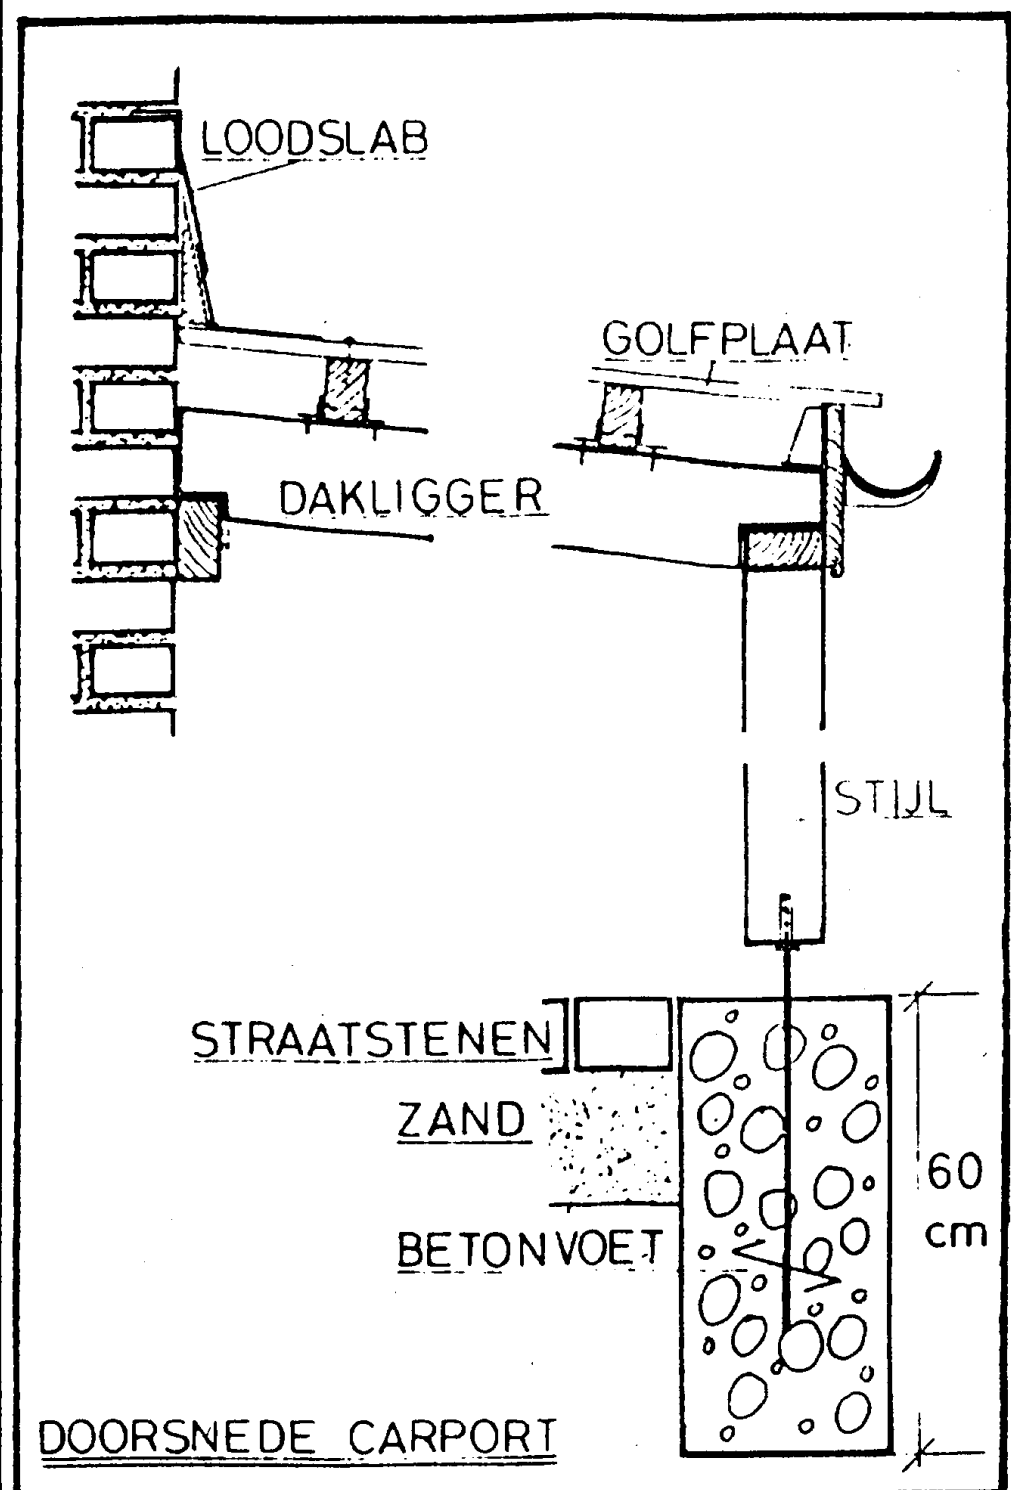 LOODSLAB
GOLFPLAAT
DAKLIGGER
STIJL
STRAATSTENEN
ZAND
60
cm
BETONVOET
DOORSNEDE CARPORT